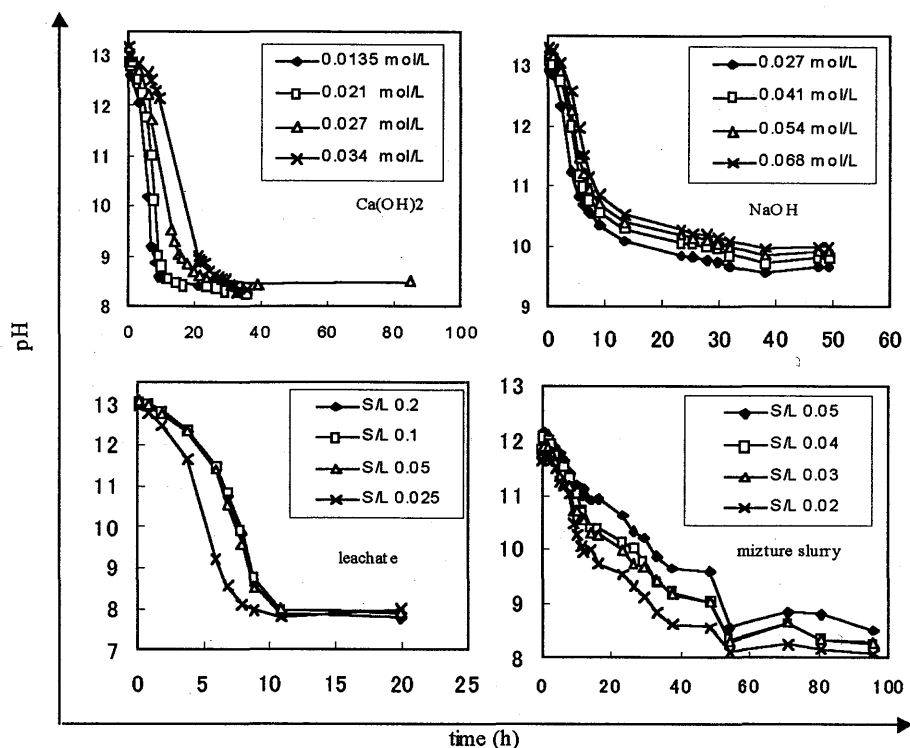 13
12
11
10
9
8
0
20
40
60
80
100
0.0135 mol/L
0.021 mol/L
0.027 mol/L
0.034 mol/L
Ca(OH)2
13
12
11
10
9
8
0
10
20
30
40
50
60
0.027 mol/L
0.041 mol/L
0.054 mol/L
0.068 mol/L
NaOH
pH
13
12
11
10
9
8
7
0
5
10
15
20
25
S/L 0.2
S/L 0.1
S/L 0.05
S/L 0.025
leachate
13
12
11
10
9
8
0
20
40
60
80
100
S/L 0.05
S/L 0.04
S/L 0.03
S/L 0.02
mizture slurry
time (h)